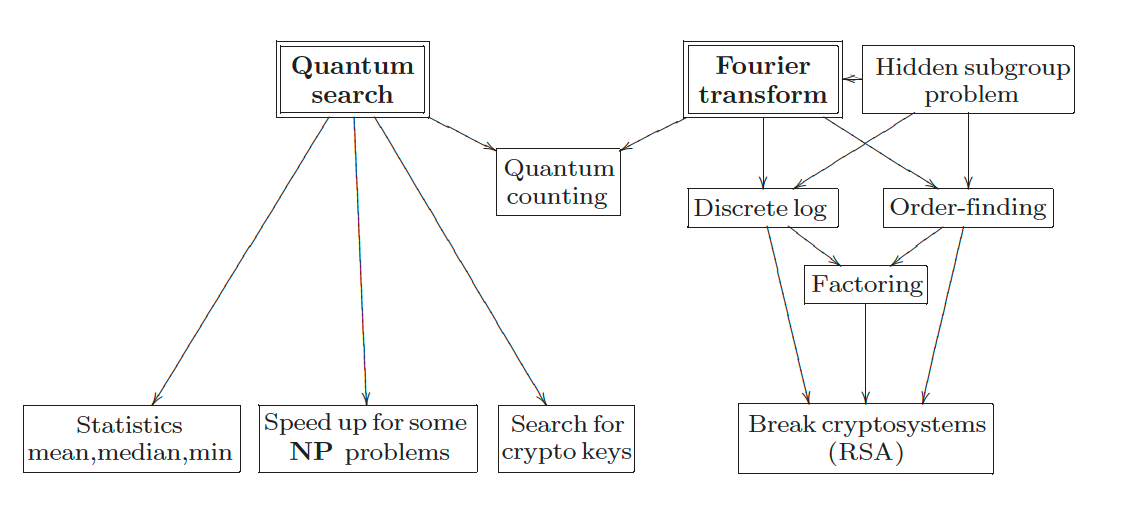 Quantum
search
Fourier
transform
Hidden subgroup
problem
Quantum
counting
Discrete log
Order-finding
Factoring
Statistics
mean,median,min
Speed up for some
NP problems
Search for
crypto keys
Break cryptosystems
(RSA)